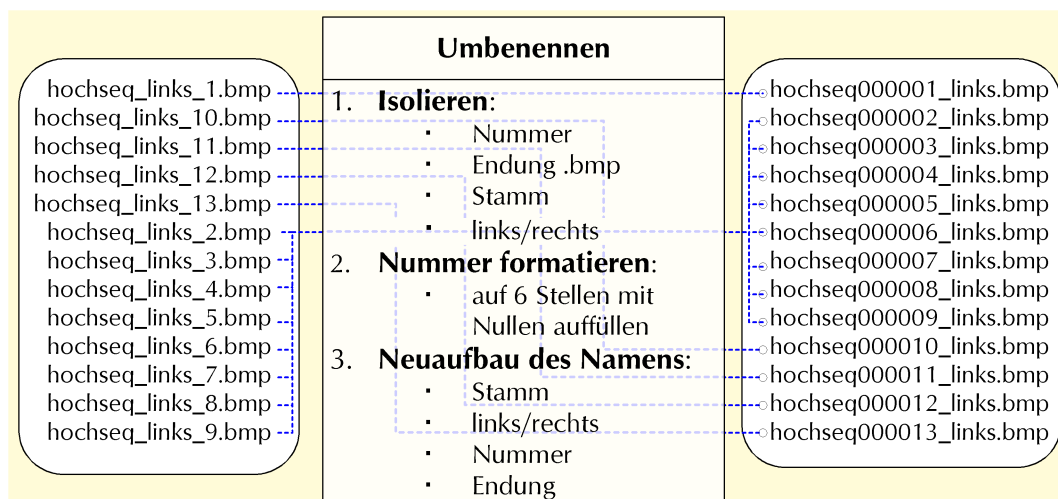 Umbenennen
hochseq_links_1.bmp
hochseq_links_10.bmp
hochseq_links_11.bmp
hochseq_links_12.bmp
hochseq_links_13.bmp
hochseq_links_2.bmp
hochseq_links_3.bmp
hochseq_links_4.bmp
hochseq_links_5.bmp
hochseq_links_6.bmp
hochseq_links_7.bmp
hochseq_links_8.bmp
hochseq_links_9.bmp
1. Isolieren:
· Nummer
· Endung .bmp
· Stamm
· links/rechts
2. Nummer formatieren:
· auf 6 Stellen mit
Nullen auffüllen
3. Neuaufbau des Namens:
· Stamm
· links/rechts
· Nummer
· Endung
hochseq000001_links.bmp
hochseq000002_links.bmp
hochseq000003_links.bmp
hochseq000004_links.bmp
hochseq000005_links.bmp
hochseq000006_links.bmp
hochseq000007_links.bmp
hochseq000008_links.bmp
hochseq000009_links.bmp
hochseq000010_links.bmp
hochseq000011_links.bmp
hochseq000012_links.bmp
hochseq000013_links.bmp